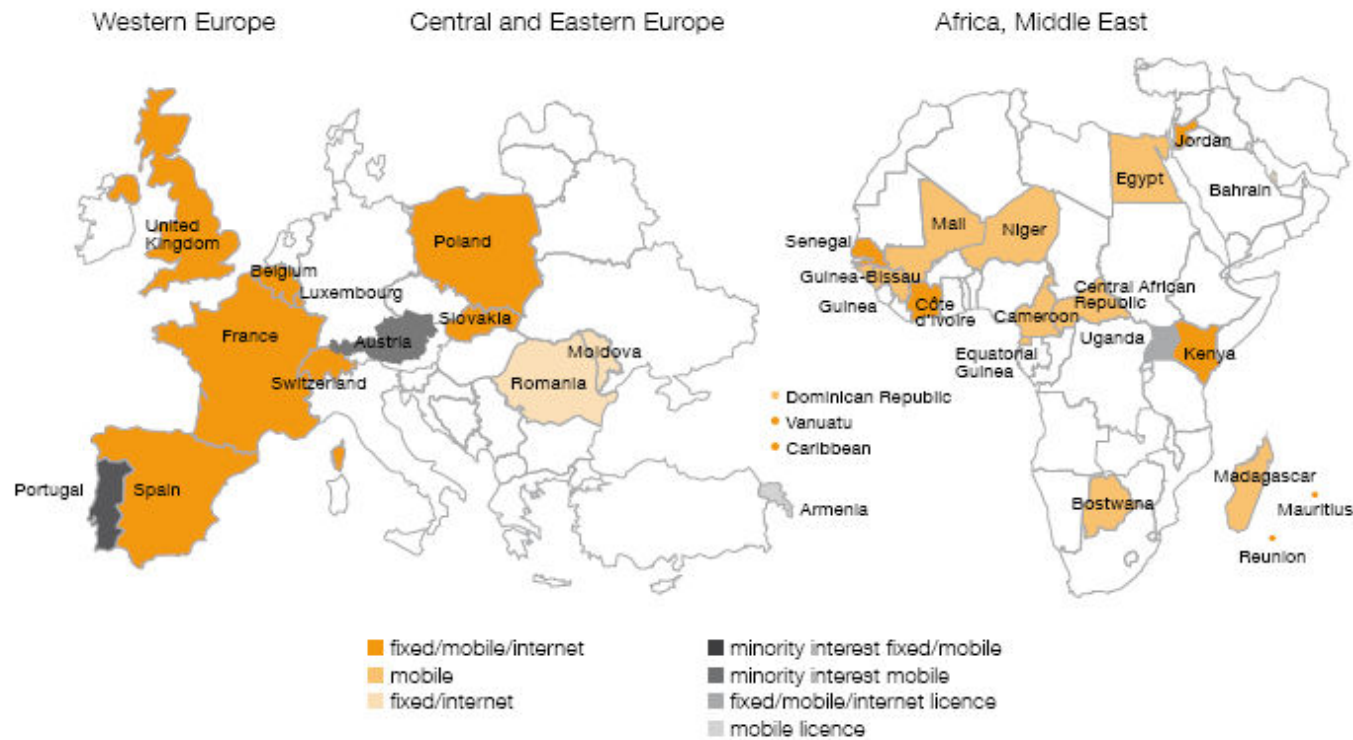 Western Europe
Central and Eastern Europe
Africa, Middle East
United
Kingdom
Belgium
Luxembourg
France
Switzerland
Portugal
Spain
Poland
Slovakia
Austria
Moldova
Romania
Armenia
Jordan
Egypt
Bahrain
Mali
Niger
Senegal
Guinea-Bissau
Guinea
Côte
d'Ivoire
Central African
Republic
Cameroon
Uganda
Kenya
Equatorial
Guinea
Dominican Republic
Vanuatu
Caribbean
Madagascar
Mauritius
Botswana
Reunion
fixed/mobile/internet
mobile
fixed/internet
minority interest fixed/mobile
minority interest mobile
fixed/mobile/internet licence
mobile licence